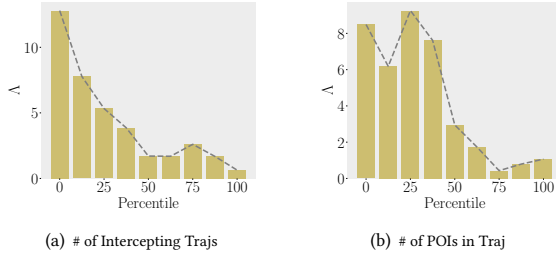 10
5
0
Λ
0 25 50 75 100
Percentile
(a) # of Intercepting Trajs
8
6
4
2
0
Λ
0 25 50 75 100
Percentile
(b) # of POIs in Traj